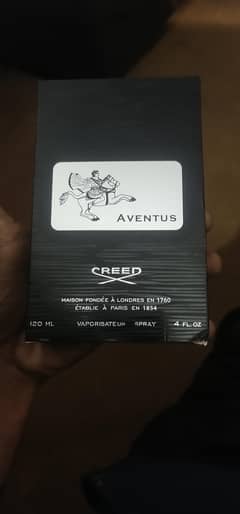 AVENTUS
CREED
MAISON FONDÉE À LONDRES EN 1760
ÉTABLIE À PARIS EN 1854
120 ML VAPORISATEUR SPRAY 4 FL. OZ